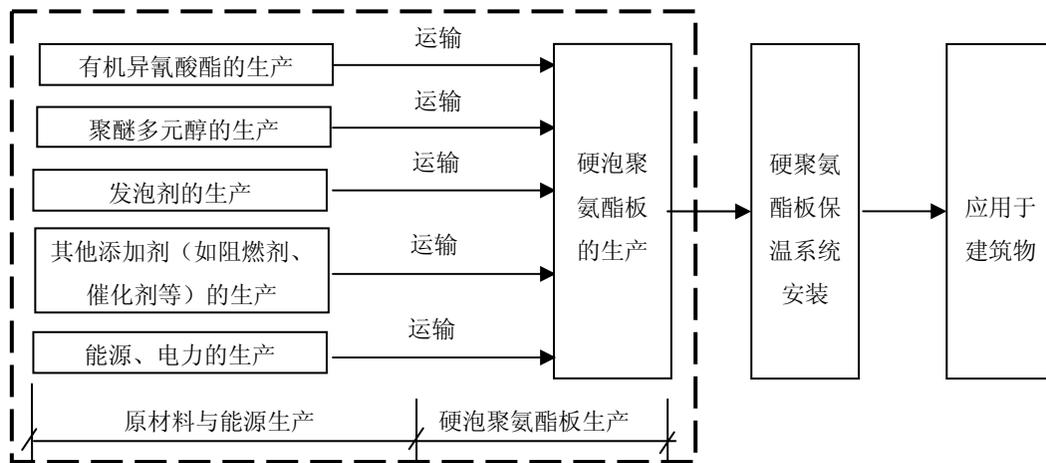 运输
有机异氰酸酯的生产
运输
聚醚多元醇的生产
运输
发泡剂的生产
运输
其他添加剂（如阻燃剂、
催化剂等）的生产
运输
能源、电力的生产
硬泡聚
氨酯板
的生产
硬聚氨
酯板保
温系统
安装
应用于
建筑物
原材料与能源生产
硬泡聚氨酯板生产